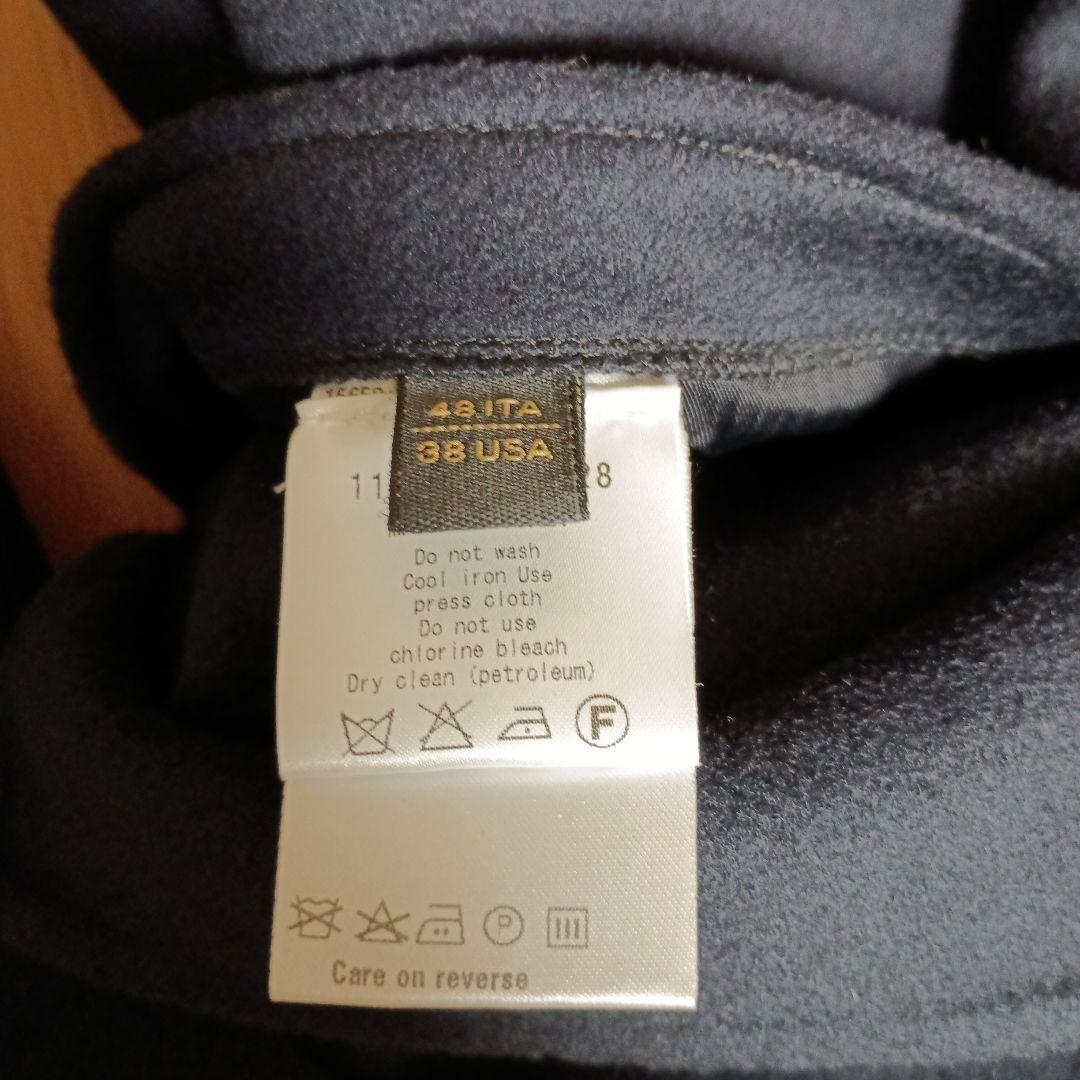 48 ITA
38 USA
11
28
Do not wash
Cool iron Use
press cloth
Do not use
chlorine bleach
Dry clean (petroleum)
F
P
Care on reverse